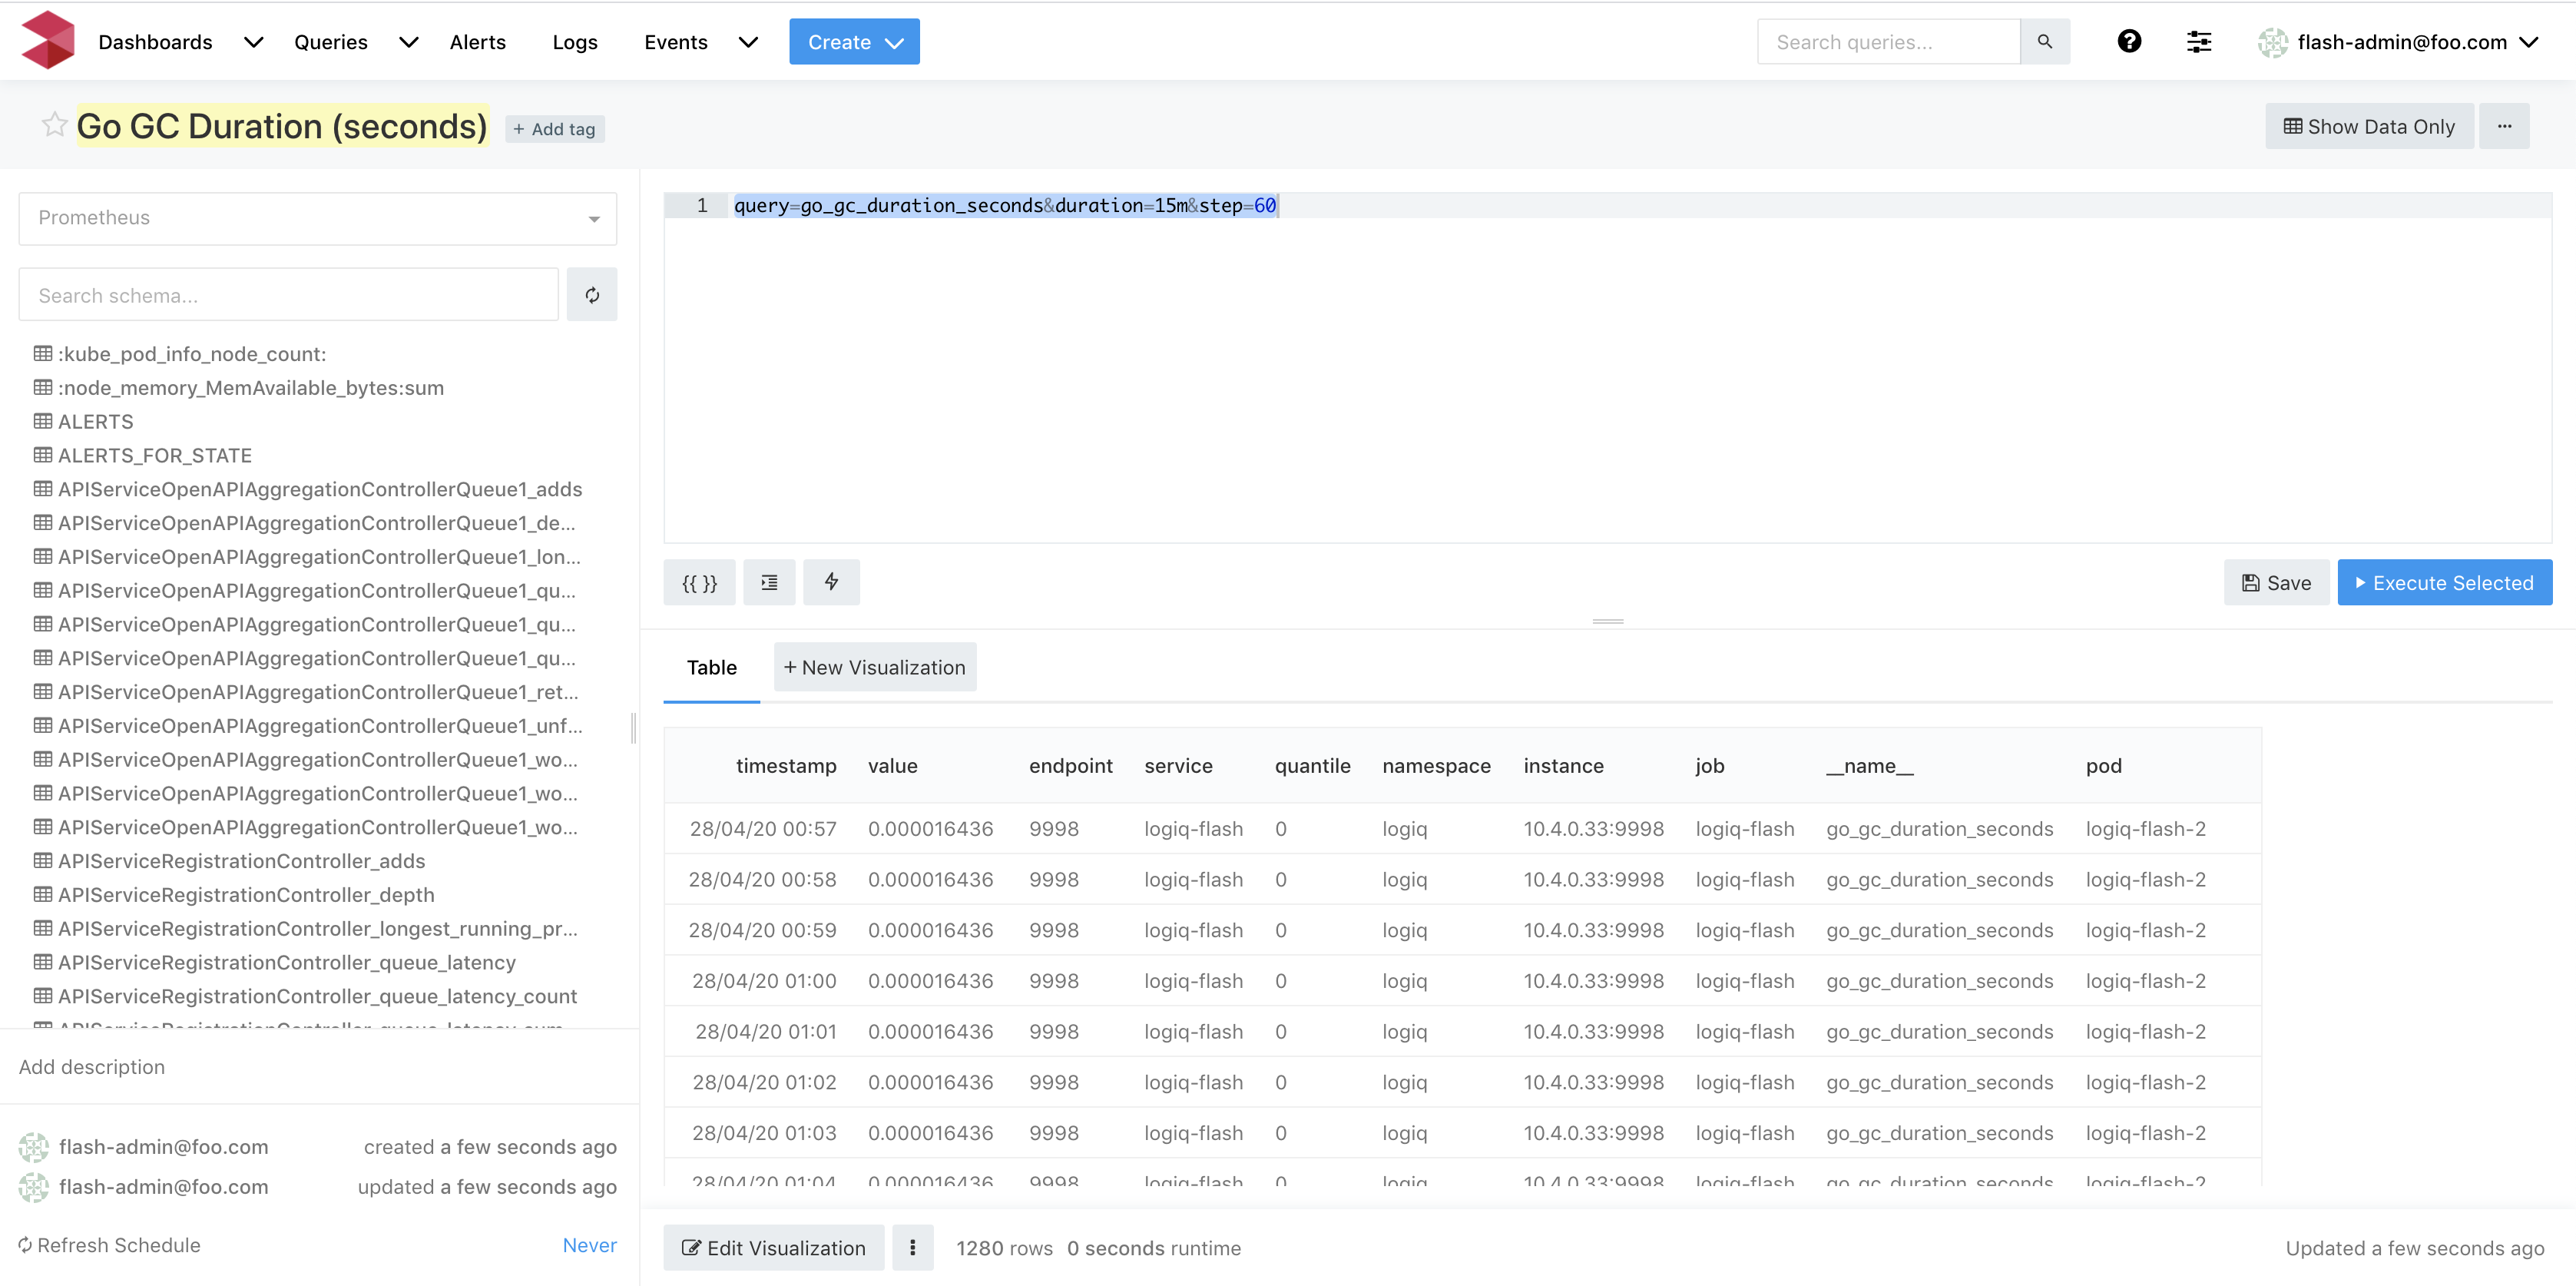 Dashboards Queries Alerts Logs Events Create Search queries... flash-admin@foo.com
Go GC Duration (seconds) + Add tag Show Data Only ...
Prometheus
Search schema...
:kube_pod_info_node_count:
:node_memory_MemAvailable_bytes:sum
ALERTS
ALERTS_FOR_STATE
APIServiceOpenAPIAggregationControllerQueue1_adds
APIServiceOpenAPIAggregationControllerQueue1_de...
APIServiceOpenAPIAggregationControllerQueue1_lon...
APIServiceOpenAPIAggregationControllerQueue1_qu...
APIServiceOpenAPIAggregationControllerQueue1_qu...
APIServiceOpenAPIAggregationControllerQueue1_qu...
APIServiceOpenAPIAggregationControllerQueue1_ret...
APIServiceOpenAPIAggregationControllerQueue1_unf...
APIServiceOpenAPIAggregationControllerQueue1_wo...
APIServiceOpenAPIAggregationControllerQueue1_wo...
APIServiceOpenAPIAggregationControllerQueue1_wo...
APIServiceRegistrationController_adds
APIServiceRegistrationController_depth
APIServiceRegistrationController_longest_running_pr...
APIServiceRegistrationController_queue_latency
APIServiceRegistrationController_queue_latency_count
APIServiceRegistrationController_queue_latency_sum
Add description
flash-admin@foo.com created a few seconds ago
flash-admin@foo.com updated a few seconds ago
Refresh Schedule Never
1 query=go_gc_duration_seconds&duration=15m&step=60
{{ }} Save Execute Selected
Table + New Visualization
timestamp value endpoint service quantile namespace instance job __name__ pod
28/04/20 00:57 0.000016436 9998 logiq-flash 0 logiq 10.4.0.33:9998 logiq-flash go_gc_duration_seconds logiq-flash-2
28/04/20 00:58 0.000016436 9998 logiq-flash 0 logiq 10.4.0.33:9998 logiq-flash go_gc_duration_seconds logiq-flash-2
28/04/20 00:59 0.000016436 9998 logiq-flash 0 logiq 10.4.0.33:9998 logiq-flash go_gc_duration_seconds logiq-flash-2
28/04/20 01:00 0.000016436 9998 logiq-flash 0 logiq 10.4.0.33:9998 logiq-flash go_gc_duration_seconds logiq-flash-2
28/04/20 01:01 0.000016436 9998 logiq-flash 0 logiq 10.4.0.33:9998 logiq-flash go_gc_duration_seconds logiq-flash-2
28/04/20 01:02 0.000016436 9998 logiq-flash 0 logiq 10.4.0.33:9998 logiq-flash go_gc_duration_seconds logiq-flash-2
28/04/20 01:03 0.000016436 9998 logiq-flash 0 logiq 10.4.0.33:9998 logiq-flash go_gc_duration_seconds logiq-flash-2
28/04/20 01:04 0.000016436 9998 logiq-flash 0 logiq 10.4.0.33:9998 logiq-flash go_gc_duration_seconds logiq-flash-2
Edit Visualization 1280 rows 0 seconds runtime Updated a few seconds ago